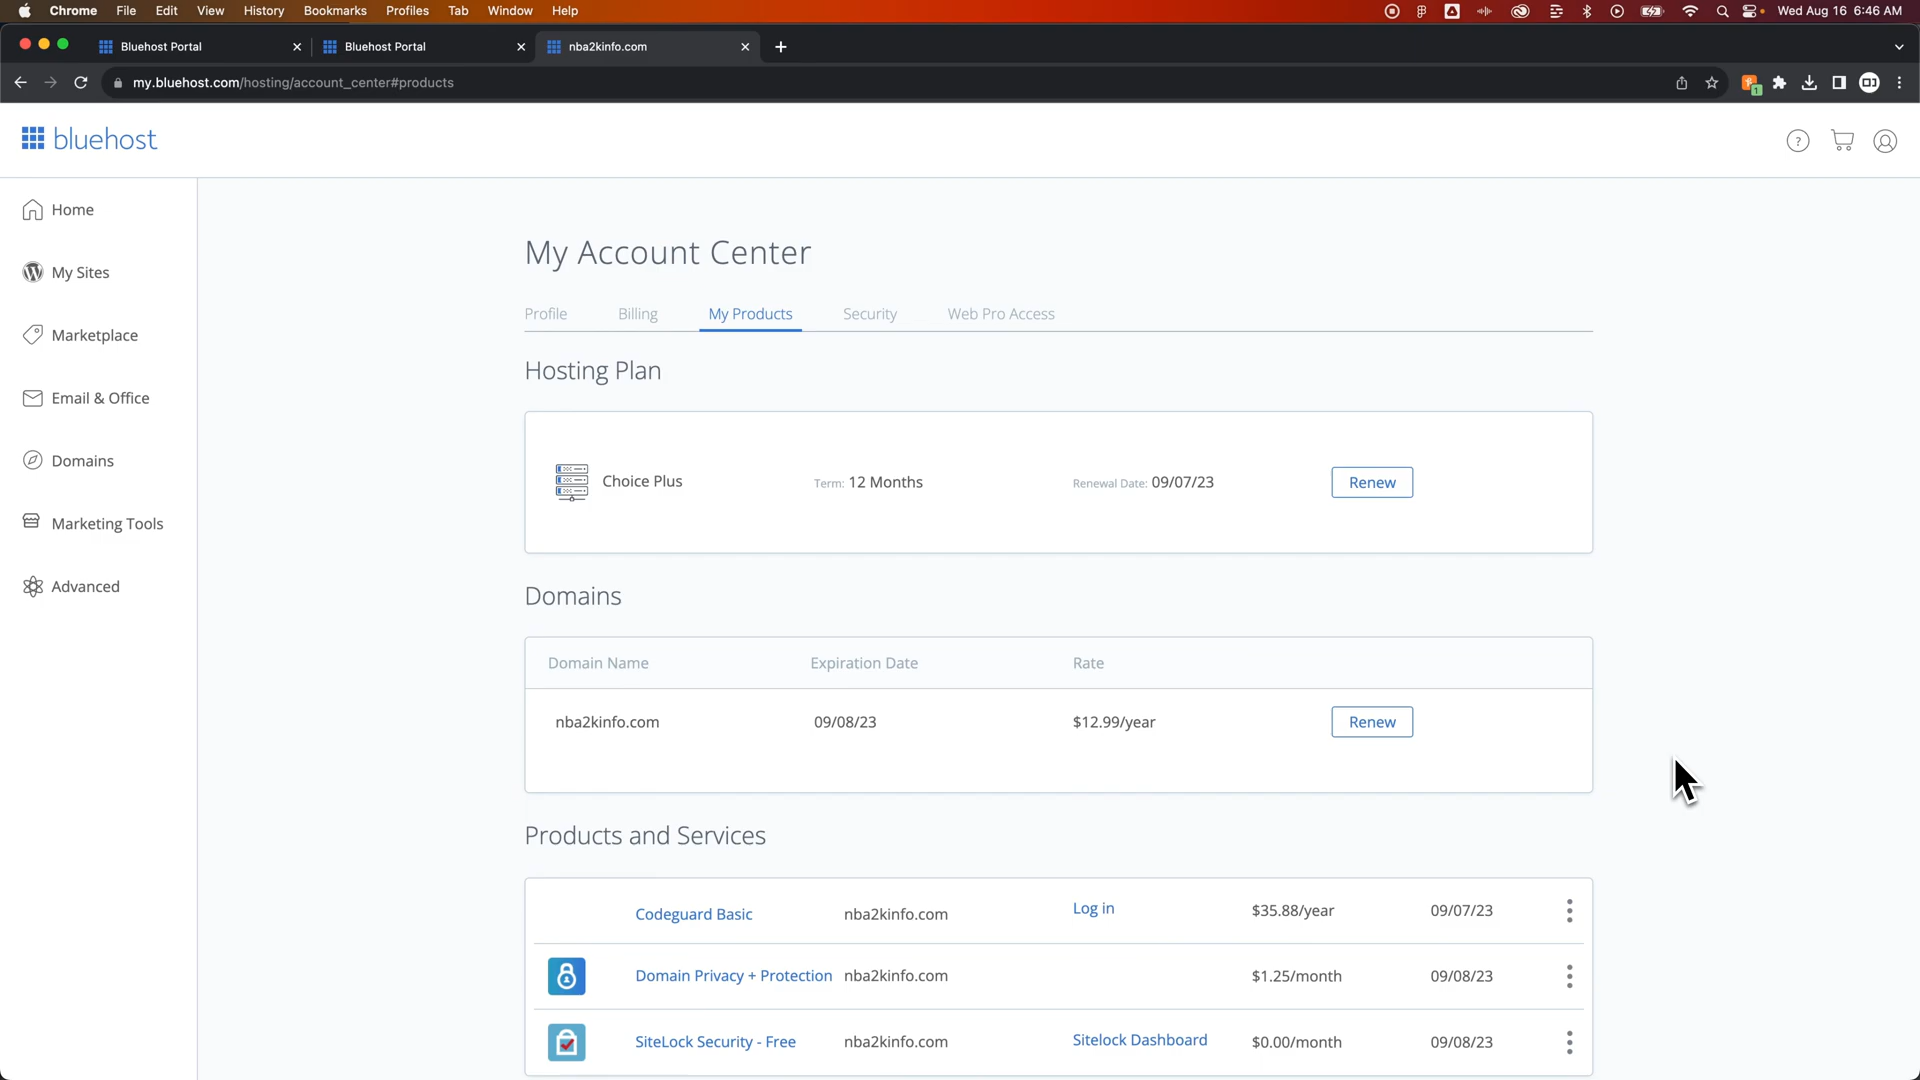 Chrome File Edit View History Bookmarks Profiles Tab Window Help Wed Aug 16 6:46 AM
Bluehost Portal Bluehost Portal nba2kinfo.com
my.bluehost.com/hosting/account_center#products
1
bluehost
?
Home
My Sites
Marketplace
Email & Office
Domains
Marketing Tools
Advanced
My Account Center
Profile Billing My Products Security Web Pro Access
Hosting Plan
Choice Plus Term: 12 Months Renewal Date: 09/07/23 Renew
Domains
Domain Name Expiration Date Rate
nba2kinfo.com 09/08/23 $12.99/year Renew
Products and Services
Codeguard Basic nba2kinfo.com Log in $35.88/year 09/07/23
Domain Privacy + Protection nba2kinfo.com $1.25/month 09/08/23
SiteLock Security - Free nba2kinfo.com Sitelock Dashboard $0.00/month 09/08/23